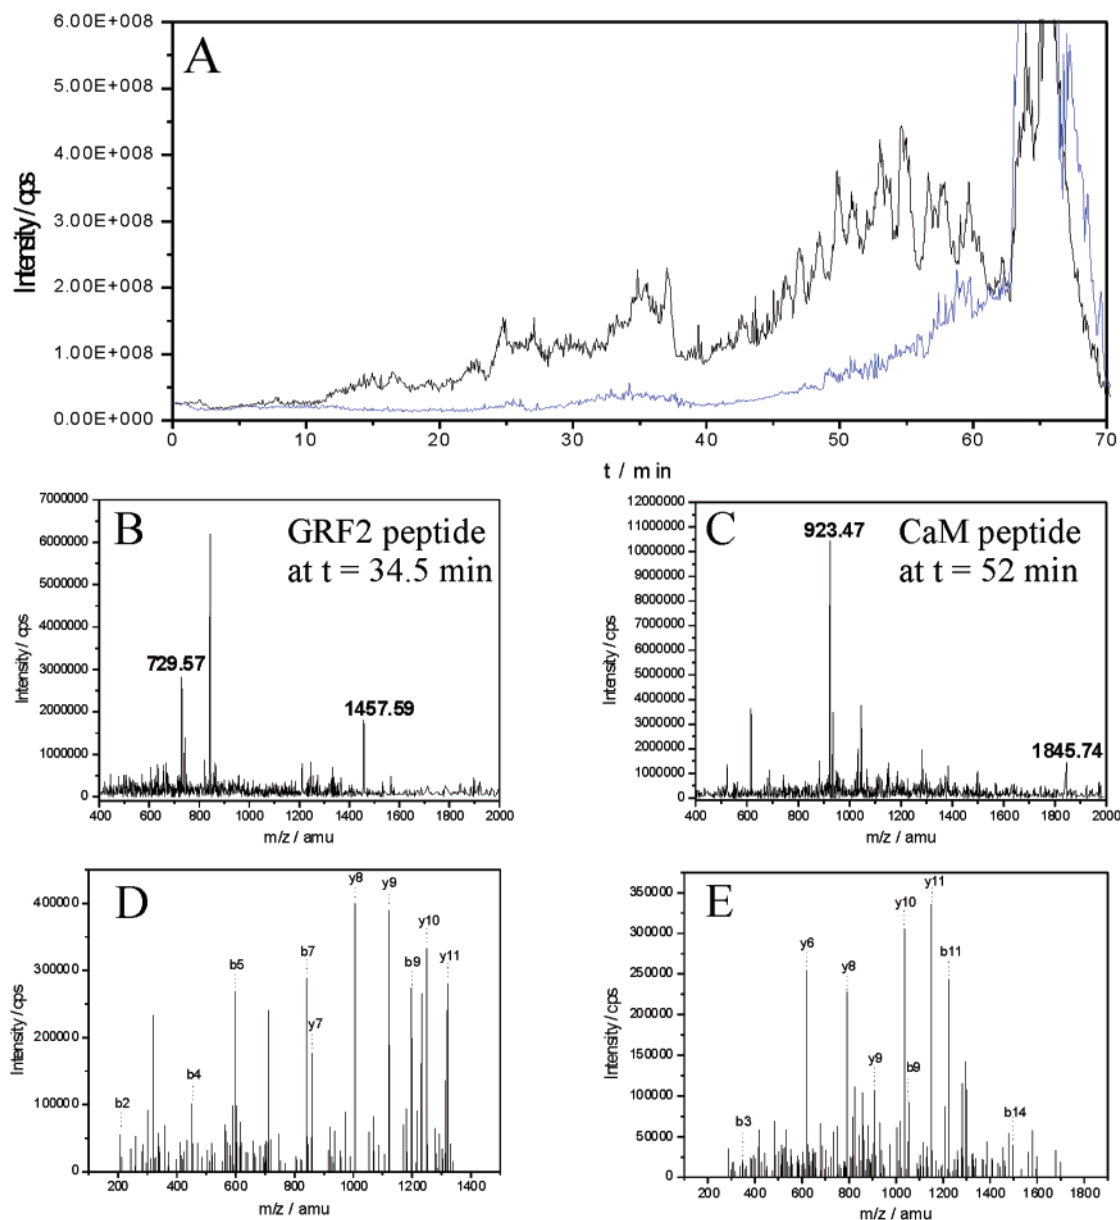 A
6.00E+008
5.00E+008
4.00E+008
3.00E+008
2.00E+008
1.00E+008
0.00E+000
Intensity / cps
0 10 20 30 40 50 60 70
t / min
B
GRF2 peptide
at t = 34.5 min
7000000
6000000
5000000
4000000
3000000
2000000
1000000
0
Intensity / cps
729.57
1457.59
400 600 800 1000 1200 1400 1600 1800 2000
m/z / amu
C
CaM peptide
at t = 52 min
12000000
11000000
10000000
9000000
8000000
7000000
6000000
5000000
4000000
3000000
2000000
1000000
0
Intensity / cps
923.47
1845.74
400 600 800 1000 1200 1400 1600 1800 2000
m/z / amu
D
400000
300000
200000
100000
0
Intensity / cps
b2
b4
b5
b7
y7
y8
y9
b9
y10
y11
200 400 600 800 1000 1200 1400
m/z / amu
E
350000
300000
250000
200000
150000
100000
50000
0
Intensity / cps
b3
y6
y8
y9
b9
y10
y11
b11
b14
200 400 600 800 1000 1200 1400 1600 1800
m/z / amu